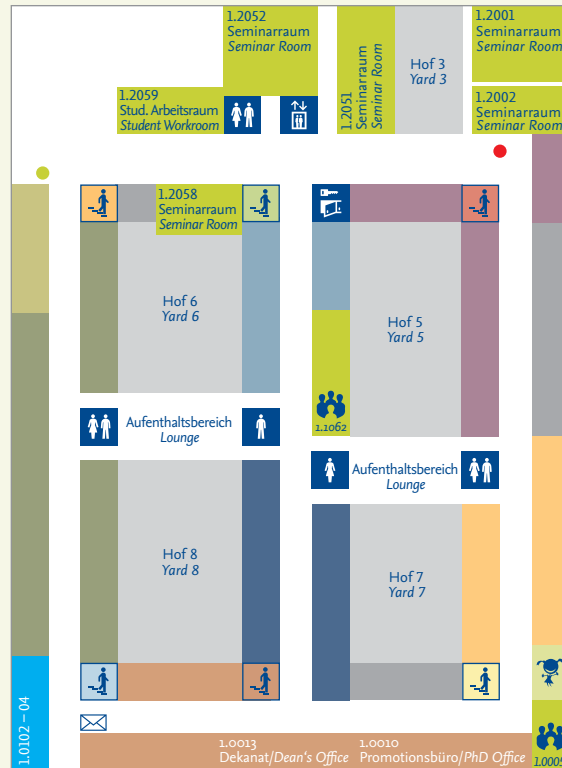 1.2052
Seminarraum
Seminar Room
1.2059
Stud. Arbeitsraum
Student Workroom
1.2051
Seminarraum
Seminar Room
Hof 3
Yard 3
1.2001
Seminarraum
Seminar Room
1.2002
Seminarraum
Seminar Room
1.2058
Seminarraum
Seminar Room
Hof 6
Yard 6
Hof 5
Yard 5
1.1062
Aufenthaltsbereich
Lounge
Aufenthaltsbereich
Lounge
Hof 8
Yard 8
Hof 7
Yard 7
1.0102 – 04
1.0013
Dekanat/Dean's Office
1.0010
Promotionsbüro/PhD Office
1.0005